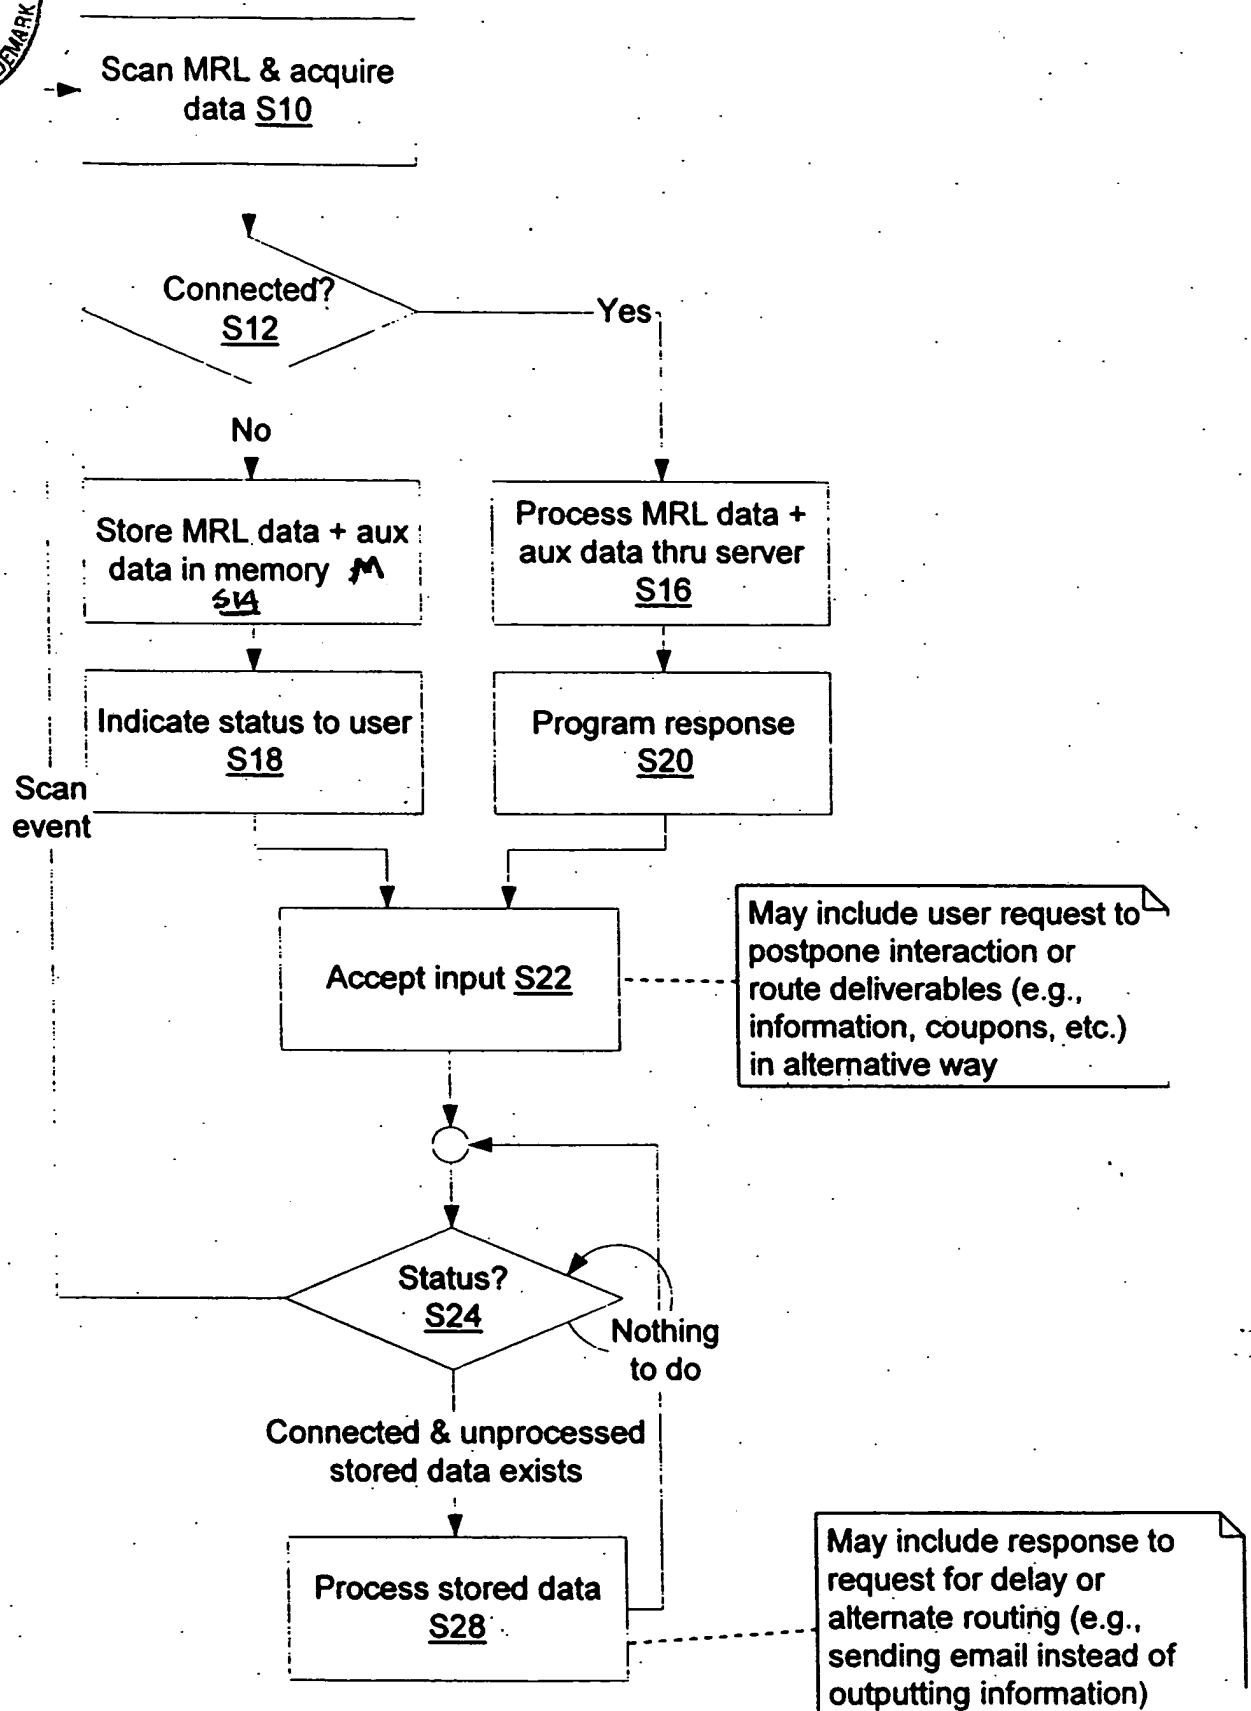 DEMARK
Scan MRL & acquire
data S10
Connected?
S12
Yes
No
Store MRL data + aux
data in memory M
S14
Process MRL data +
aux data thru server
S16
Indicate status to user
S18
Program response
S20
Scan
event
Accept input S22
May include user request to
postpone interaction or
route deliverables (e.g.,
information, coupons, etc.)
in alternative way
Status?
S24
Nothing
to do
Connected & unprocessed
stored data exists
Process stored data
S28
May include response to
request for delay or
alternate routing (e.g.,
sending email instead of
outputting information)